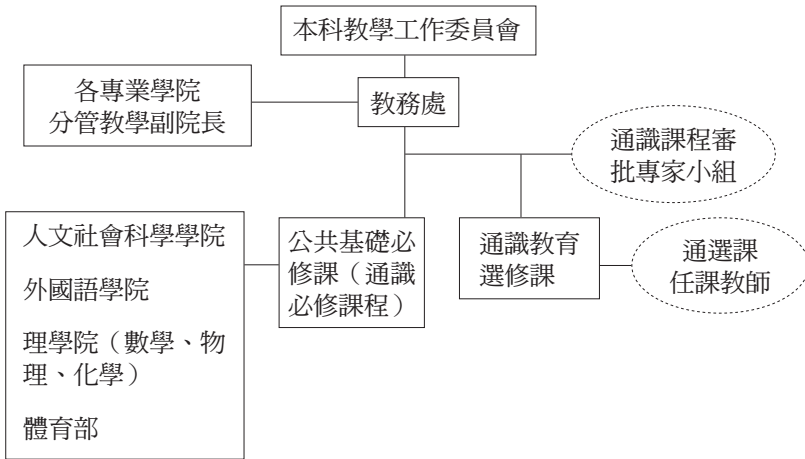 本科教學工作委員會
各專業學院
分管教學副院長
教務處
通識課程審
批專家小組
人文社會科學學院
外國語學院
理學院（數學、物
理、化學）
體育部
公共基礎必
修課（通識
必修課程）
通識教育
選修課
通選課
任課教師